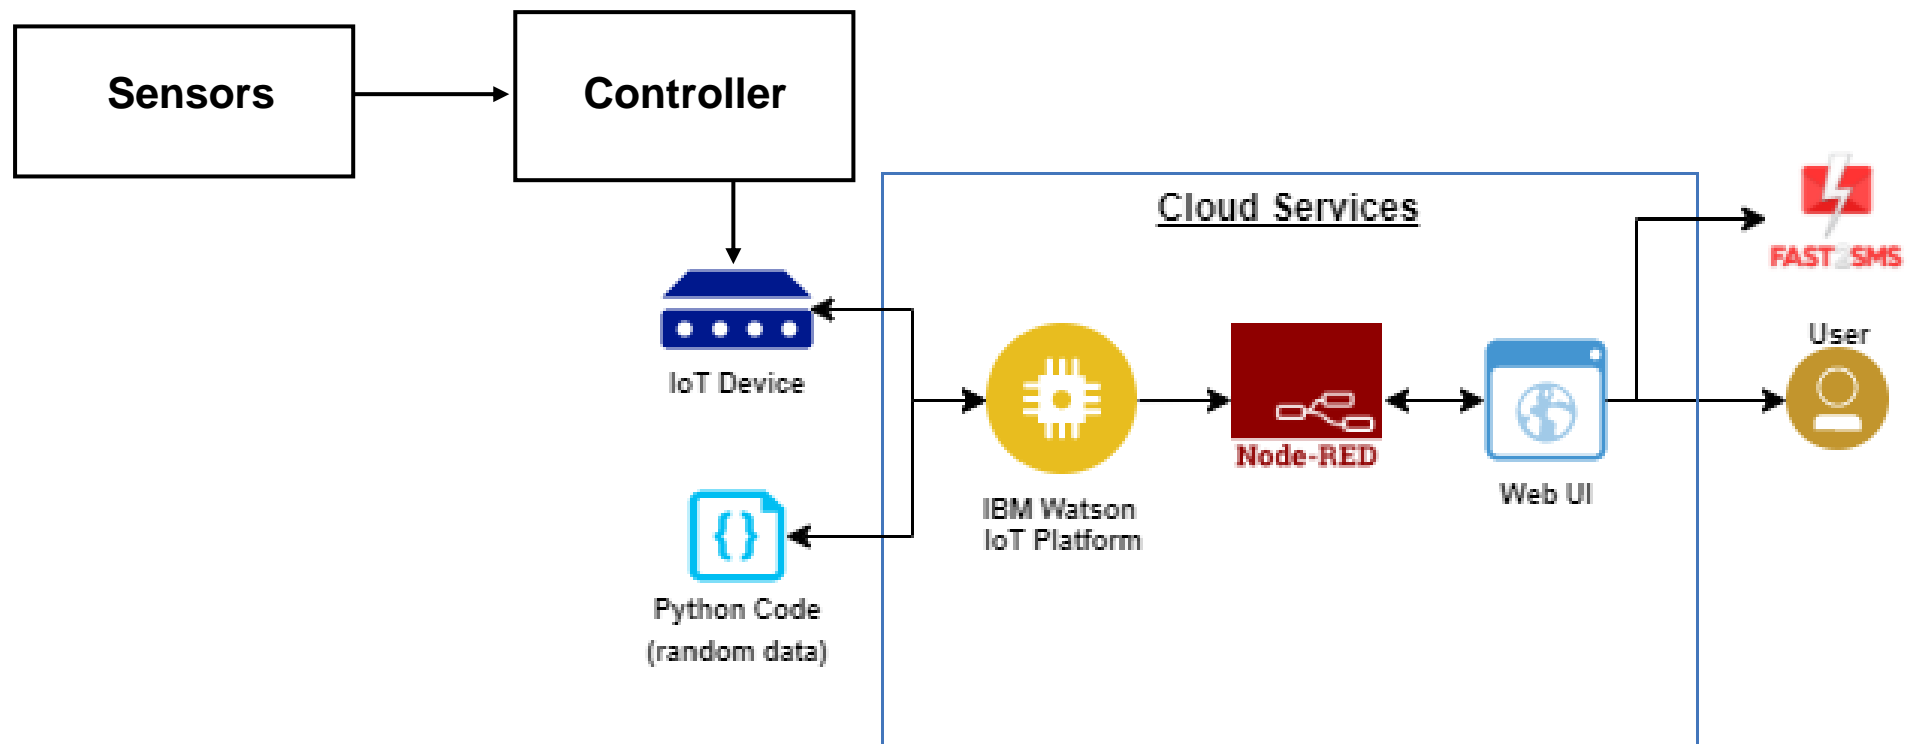 Sensors
Controller
Cloud Services
FAST2SMS
User
IoT Device
Node-RED
Web UI
IBM Watson
IoT Platform
Python Code
(random data)